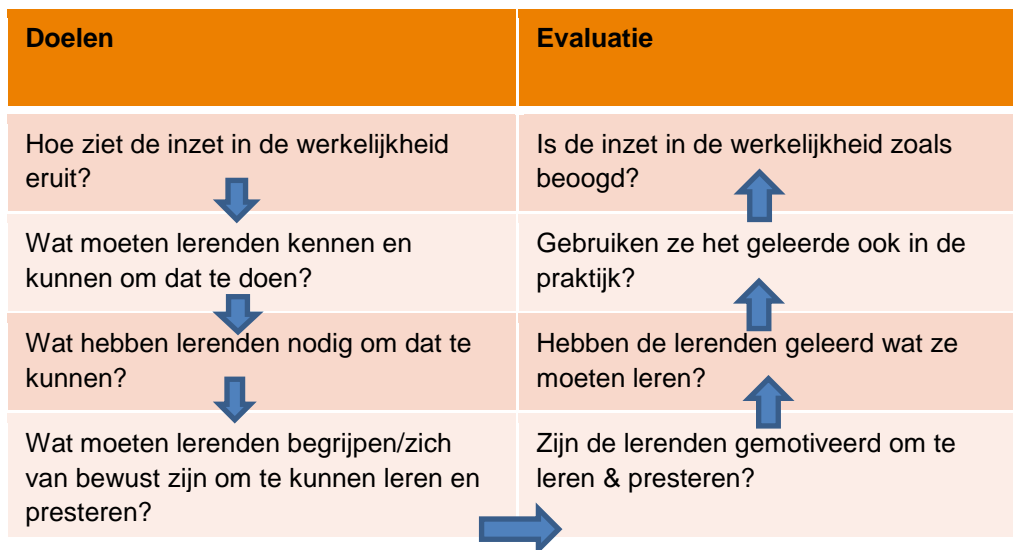 Doelen
Evaluatie
Hoe ziet de inzet in de werkelijkheid
eruit?
Is de inzet in de werkelijkheid zoals
beoogd?
Wat moeten lerenden kennen en
kunnen om dat te doen?
Gebruiken ze het geleerde ook in de
praktijk?
Wat hebben lerenden nodig om dat te
kunnen?
Hebben de lerenden geleerd wat ze
moeten leren?
Wat moeten lerenden begrijpen/zich
van bewust zijn om te kunnen leren en
presteren?
Zijn de lerenden gemotiveerd om te
leren & presteren?